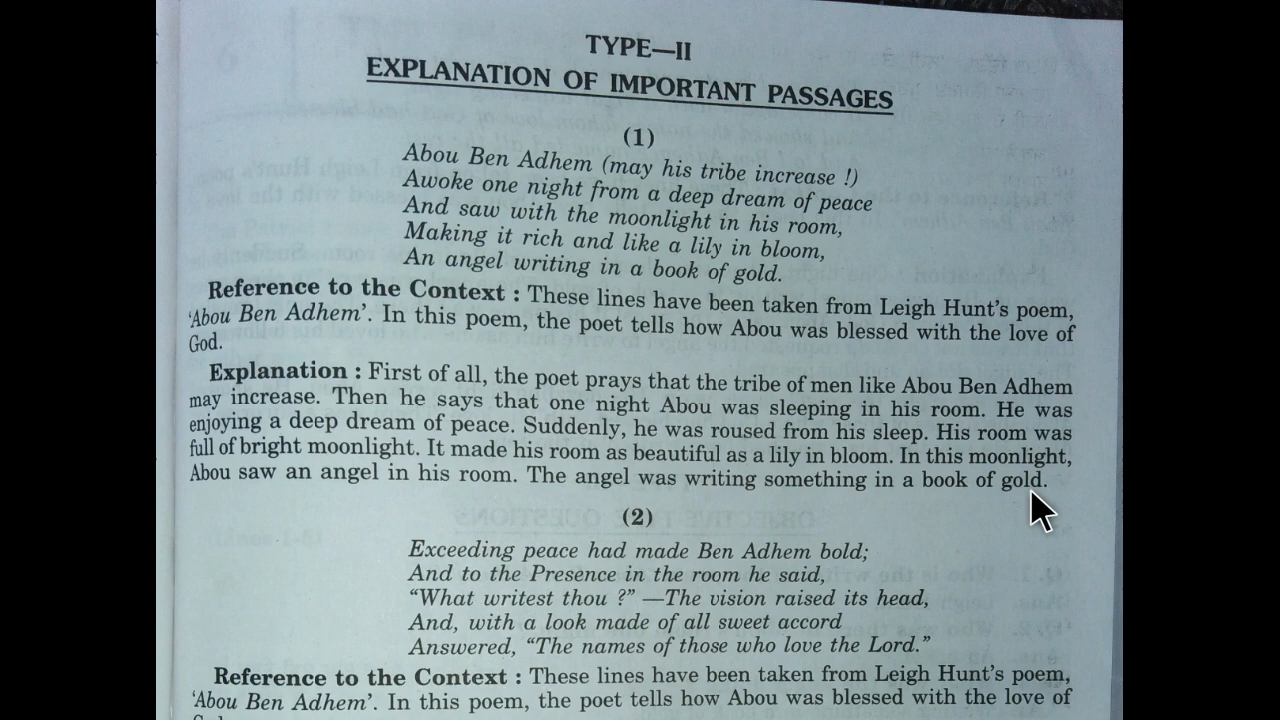 TYPE—II
EXPLANATION OF IMPORTANT PASSAGES
(1)
Abou Ben Adhem (may his tribe increase !)
Awoke one night from a deep dream of peace
And saw with the moonlight in his room,
Making it rich and like a lily in bloom,
An angel writing in a book of gold.
Reference to the Context : These lines have been taken from Leigh Hunt's poem,
'Abou Ben Adhem'. In this poem, the poet tells how Abou was blessed with the love of
God.
Explanation : First of all, the poet prays that the tribe of men like Abou Ben Adhem
may increase. Then he says that one night Abou was sleeping in his room. He was
enjoying a deep dream of peace. Suddenly, he was roused from his sleep. His room was
full of bright moonlight. It made his room as beautiful as a lily in bloom. In this moonlight,
Abou saw an angel in his room. The angel was writing something in a book of gold.
(2)
Exceeding peace had made Ben Adhem bold;
And to the Presence in the room he said,
“What writest thou ?” —The vision raised its head,
And, with a look made of all sweet accord
Answered, “The names of those who love the Lord.”
Reference to the Context : These lines have been taken from Leigh Hunt's poem,
'Abou Ben Adhem'. In this poem, the poet tells how Abou was blessed with the love of